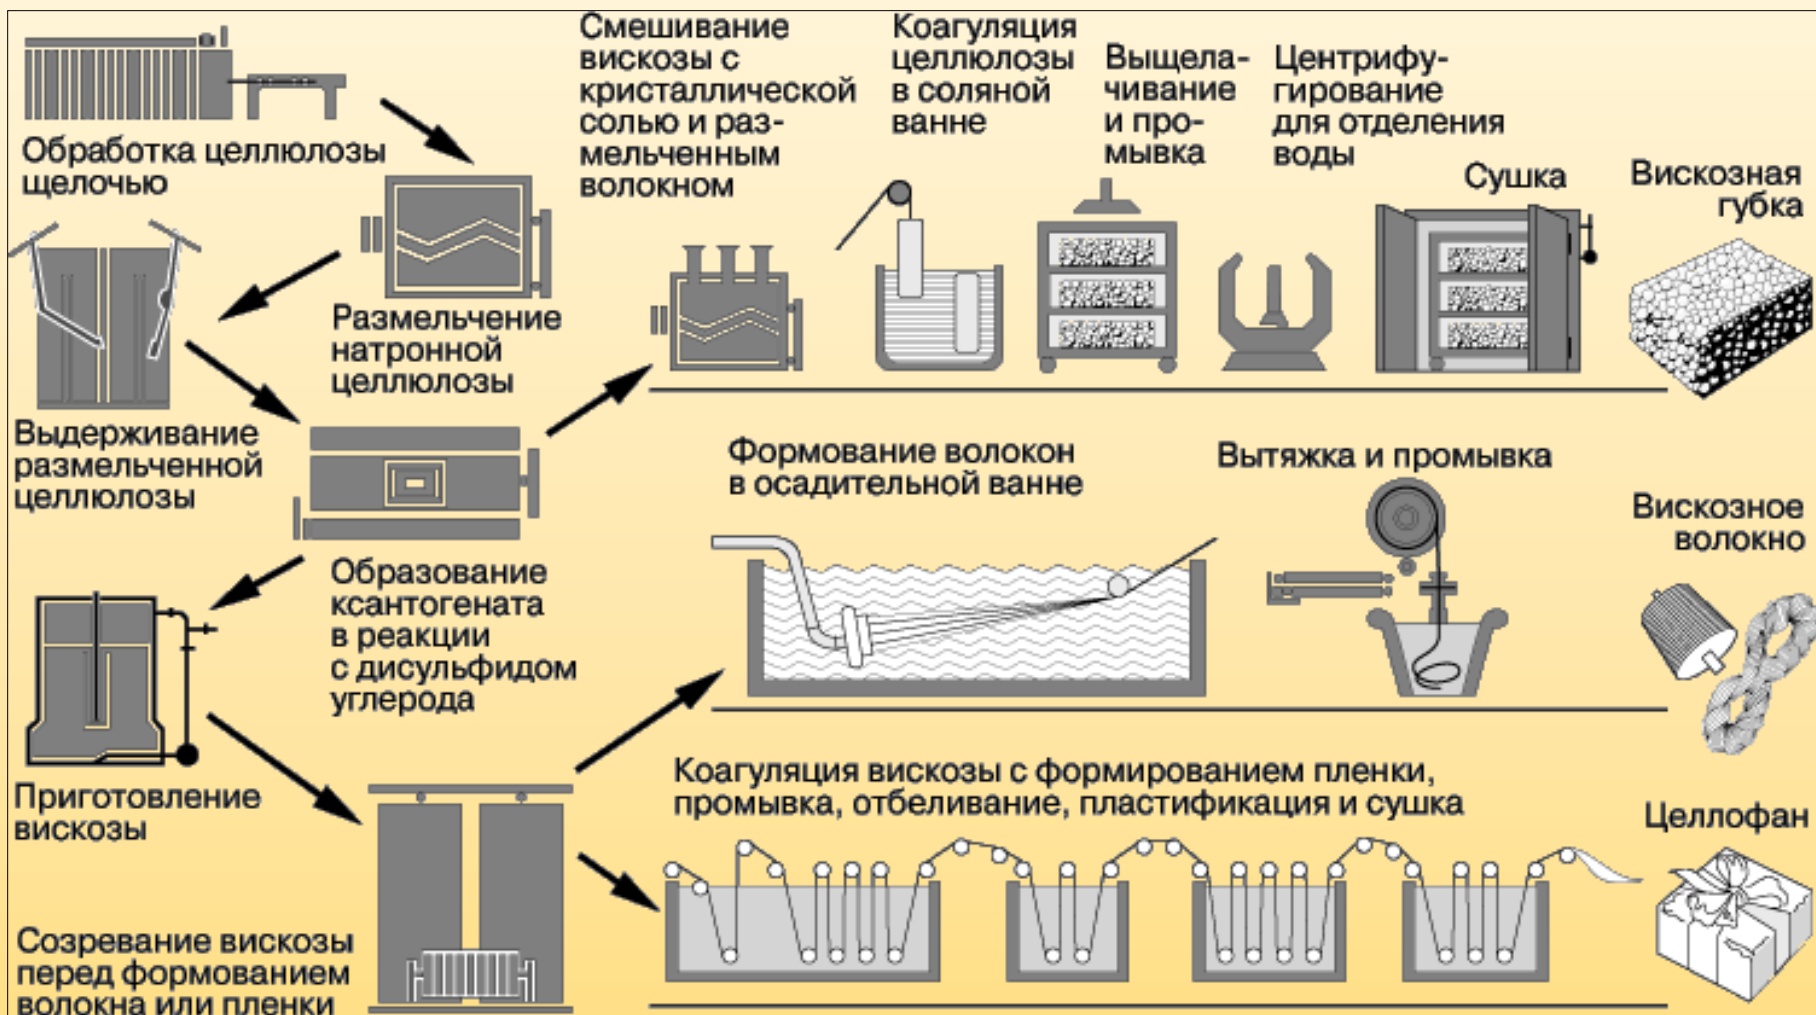 Обработка целлюлозы
щелочью
Размельчение
натронной
целлюлозы
Выдерживание
размельченной
целлюлозы
Образование
ксантогената
в реакции
с дисульфидом
углерода
Приготовление
вискозы
Созревание вискозы
перед формованием
волокна или пленки
Смешивание
вискозы с
кристаллической
солью и раз-
мельченным
волокном
Коагуляция
целлюлозы
в соляной
ванне
Выщела-
чивание
и про-
мывка
Центрифу-
гирование
для отделения
воды
Сушка
Вискозная
губка
Формование волокон
в осадительной ванне
Вытяжка и промывка
Вискозное
волокно
Коагуляция вискозы с формированием пленки,
промывка, отбеливание, пластификация и сушка
Целлофан